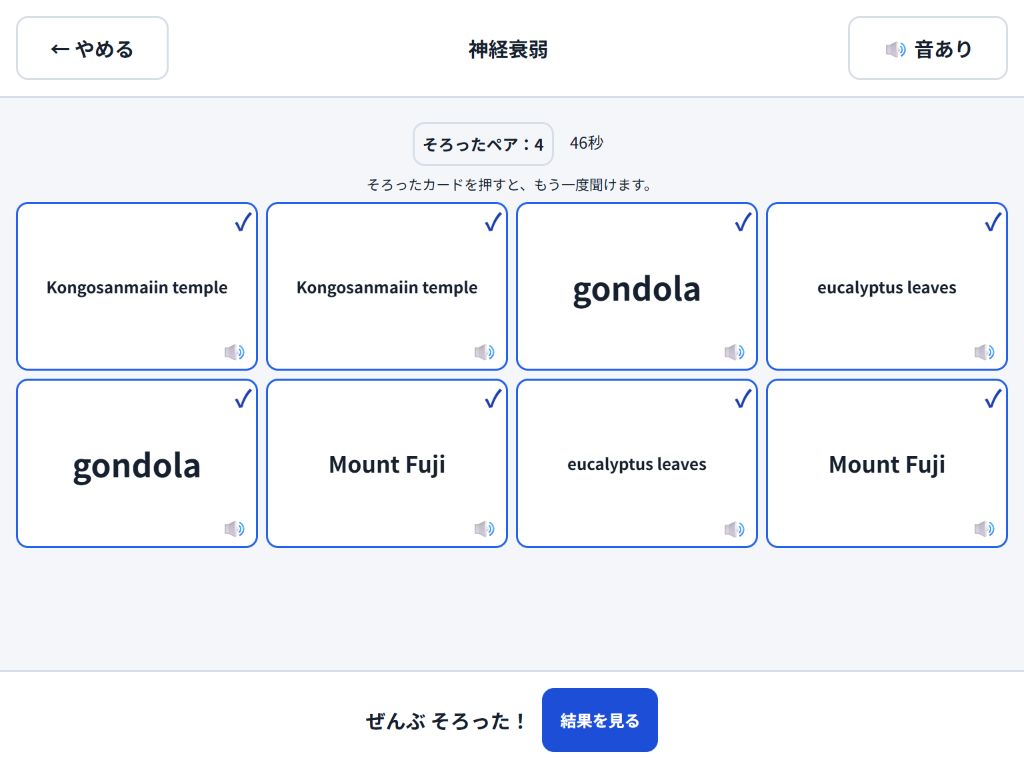 ← やめる
神経衰弱
音あり
そろったペア：4
46秒
そろったカードを押すと、もう一度聞けます。
Kongosanmaiin temple
Kongosanmaiin temple
gondola
eucalyptus leaves
gondola
Mount Fuji
eucalyptus leaves
Mount Fuji
ぜんぶ そろった！
結果を見る